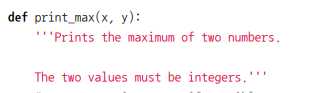 def print_max(x, y):
    '''Prints the maximum of two numbers.

    The two values must be integers.'''